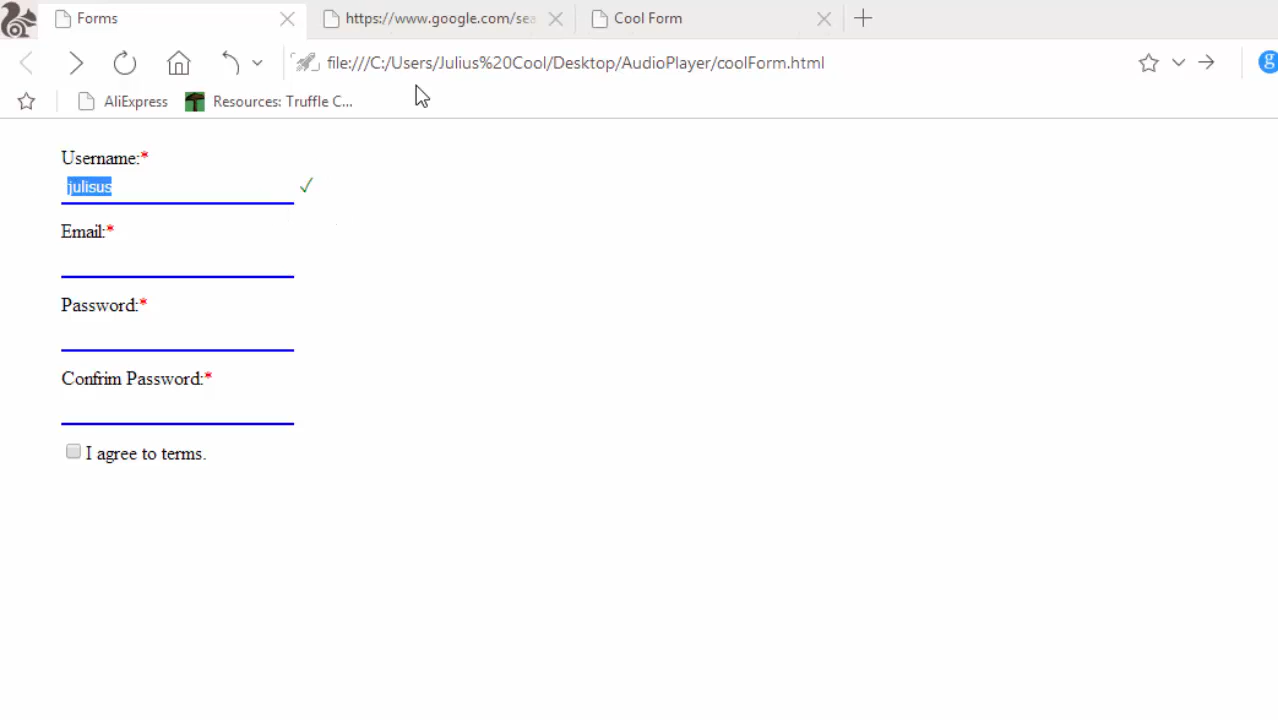 Forms
https://www.google.com/sea
Cool Form
file:///C:/Users/Julius%20Cool/Desktop/AudioPlayer/coolForm.html
g
AliExpress
Resources: Truffle C...
Username:*
julisus
Email:*
Password:*
Confrim Password:*
I agree to terms.